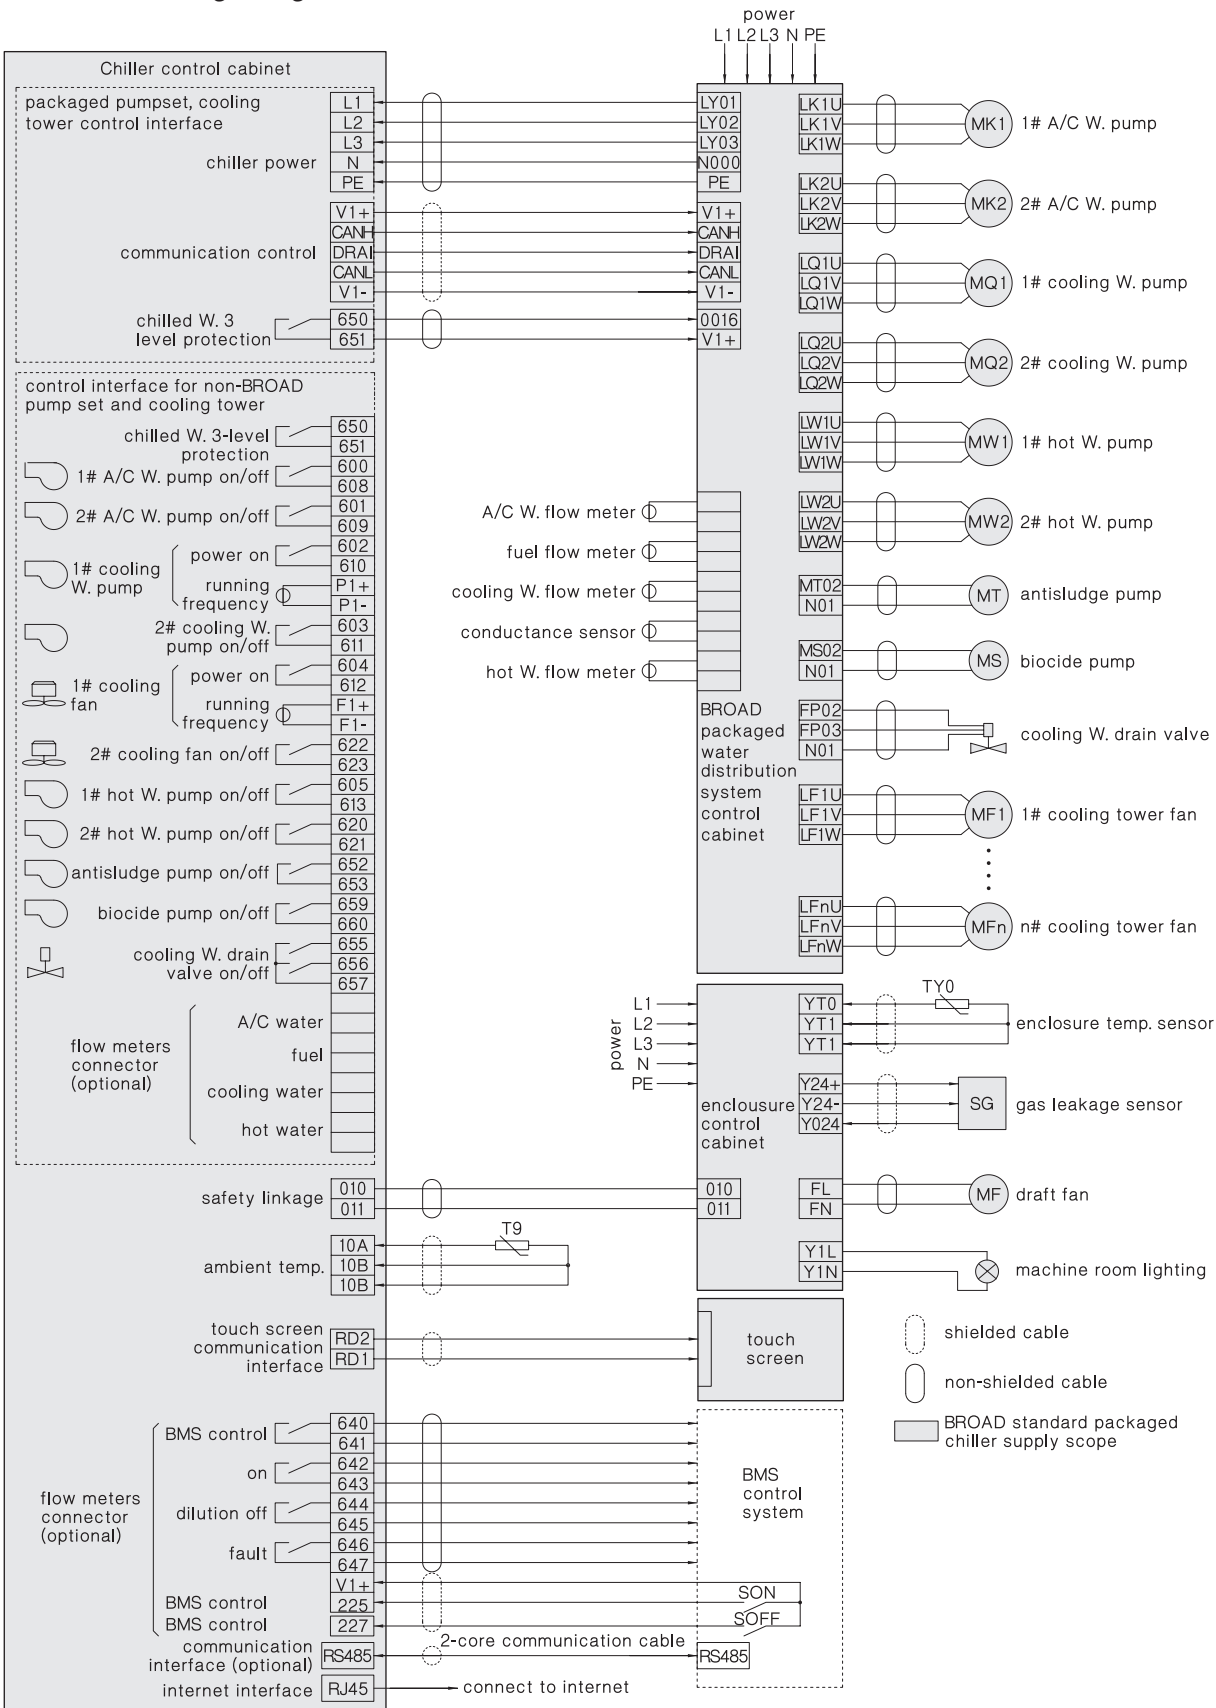 power
L1 L2 L3 N PE
Chiller control cabinet
packaged pumpset, cooling
tower control interface
chiller power
L1
L2
L3
N
PE
communication control
V1+
CANH
DRAI
CANL
V1-
chilled W. 3
level protection
650
651
control interface for non-BROAD
pump set and cooling tower
chilled W. 3-level
protection
650
651
1# A/C W. pump on/off
600
608
2# A/C W. pump on/off
601
609
1# cooling
W. pump
power on
602
610
running
frequency
P1+
P1-
2# cooling W.
pump on/off
603
611
1# cooling
fan
power on
604
612
running
frequency
F1+
F1-
2# cooling fan on/off
622
623
1# hot W. pump on/off
605
613
2# hot W. pump on/off
620
621
antisludge pump on/off
652
653
biocide pump on/off
659
660
cooling W. drain
valve on/off
655
656
657
flow meters
connector
(optional)
A/C water
fuel
cooling water
hot water
safety linkage
010
011
ambient temp.
10A
10B
10B
T9
touch screen
communication
interface
RD2
RD1
flow meters
connector
(optional)
BMS control
640
641
on
642
643
dilution off
644
645
fault
646
647
V1+
BMS control
225
BMS control
227
communication
interface (optional)
RS485
internet interface
RJ45
connect to internet
2-core communication cable
LY01
LY02
LY03
N000
PE
V1+
CANH
DRAI
CANL
V1-
0016
V1+
A/C W. flow meter
fuel flow meter
cooling W. flow meter
conductance sensor
hot W. flow meter
BROAD
packaged
water
distribution
system
control
cabinet
LK1U
LK1V
LK1W
MK1
1# A/C W. pump
LK2U
LK2V
LK2W
MK2
2# A/C W. pump
LQ1U
LQ1V
LQ1W
MQ1
1# cooling W. pump
LQ2U
LQ2V
LQ2W
MQ2
2# cooling W. pump
LW1U
LW1V
LW1W
MW1
1# hot W. pump
LW2U
LW2V
LW2W
MW2
2# hot W. pump
MT02
N01
MT
antisludge pump
MS02
N01
MS
biocide pump
FP02
FP03
N01
cooling W. drain valve
LF1U
LF1V
LF1W
MF1
1# cooling tower fan
LFnU
LFnV
LFnW
MFn
n# cooling tower fan
power
L1
L2
L3
N
PE
enclousure
control
cabinet
YT0
YT1
YT1
TY0
enclosure temp. sensor
Y24+
Y24-
Y024
SG
gas leakage sensor
010
011
FL
FN
MF
draft fan
Y1L
Y1N
machine room lighting
touch
screen
BMS
control
system
SON
SOFF
RS485
shielded cable
non-shielded cable
BROAD standard packaged
chiller supply scope